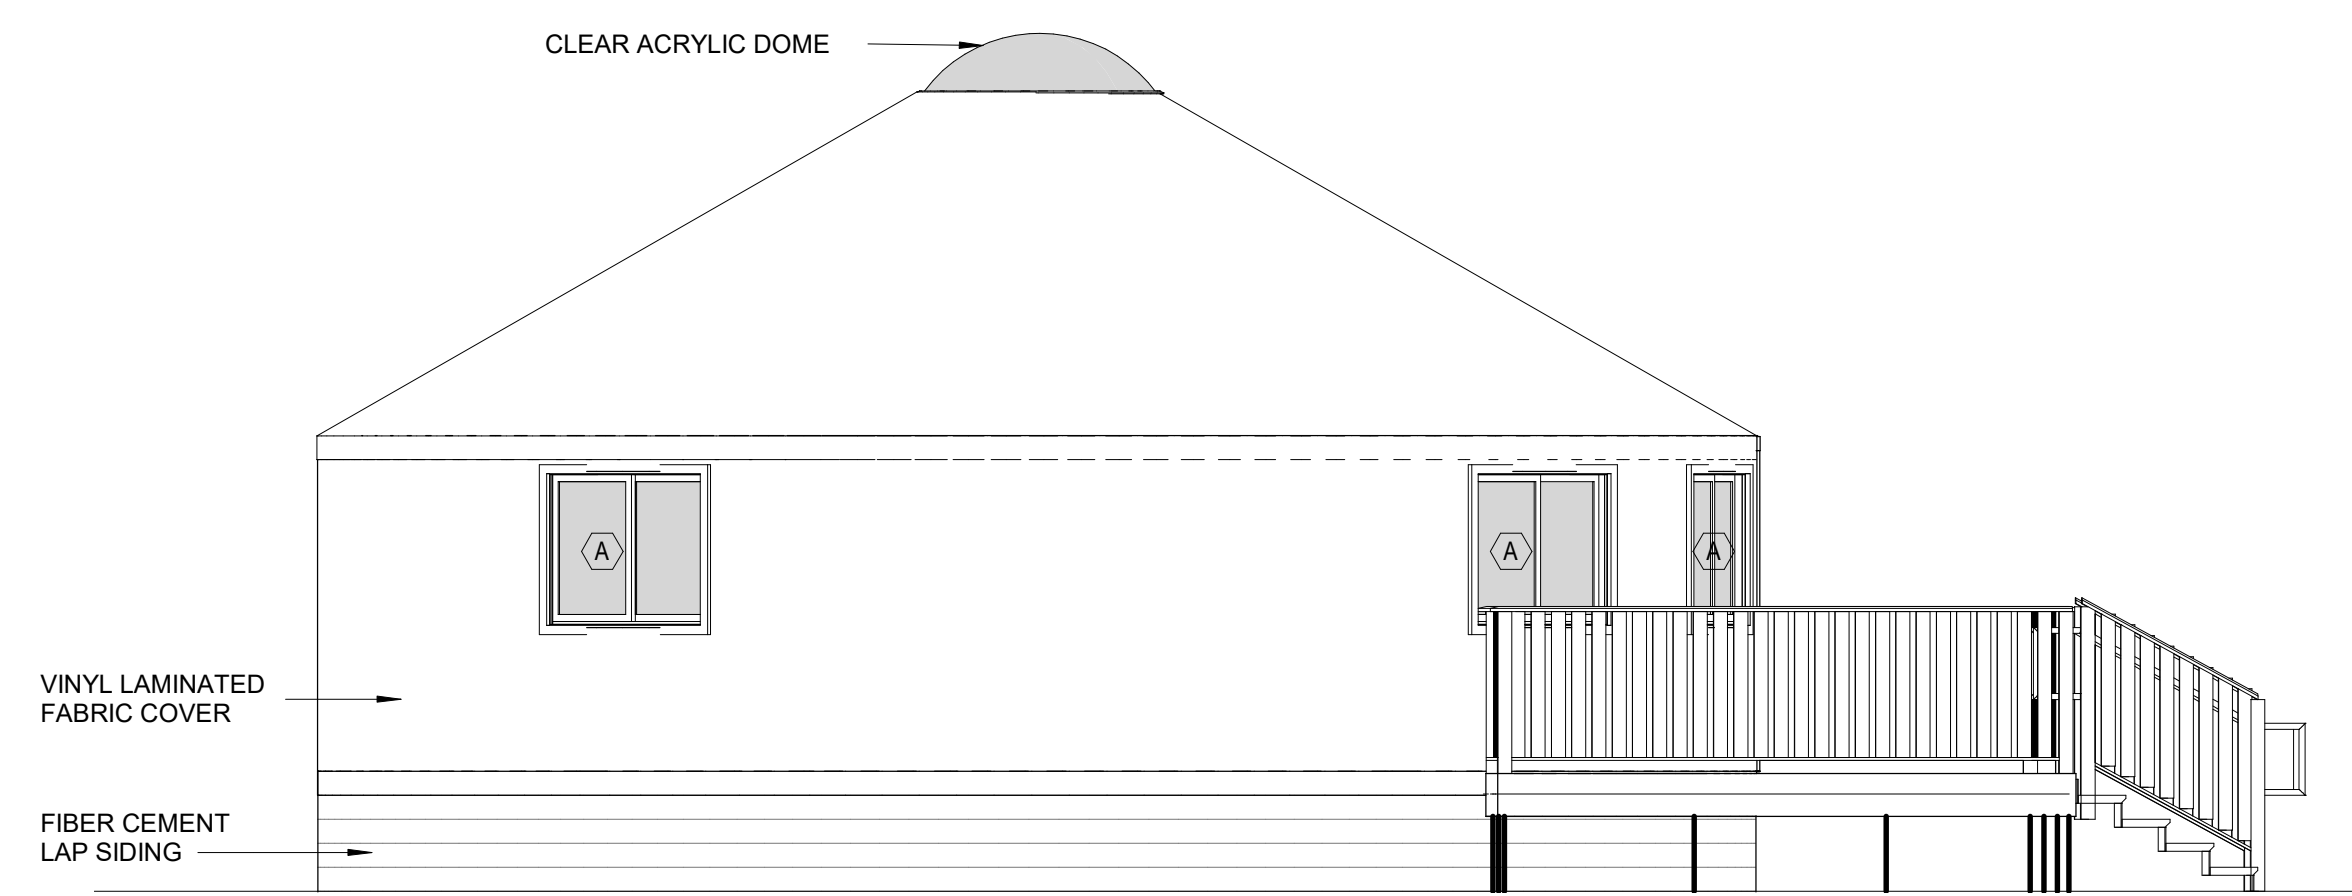 CLEAR ACRYLIC DOME
A
A
A
VINYL LAMINATED
FABRIC COVER
FIBER CEMENT
LAP SIDING